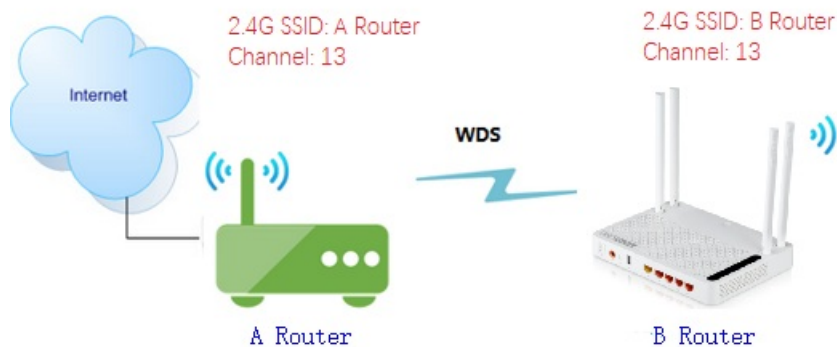 2.4G SSID: A Router
Channel: 13
2.4G SSID: B Router
Channel: 13
Internet
WDS
A Router
B Router